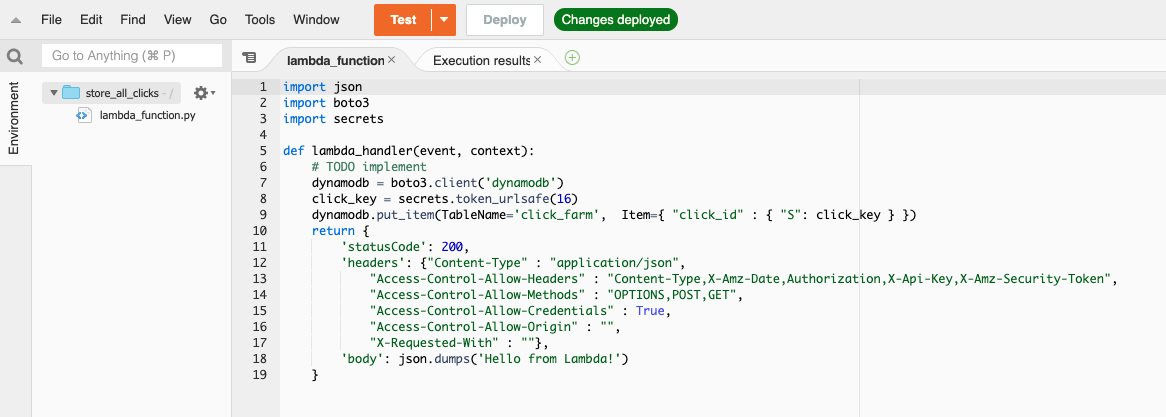 File Edit Find View Go Tools Window Test Deploy Changes deployed
Go to Anything (⌘ P)
lambda_function Execution results
Environment
store_all_clicks - /
lambda_function.py
1 import json
2 import boto3
3 import secrets
4
5 def lambda_handler(event, context):
6 # TODO implement
7 dynamodb = boto3.client('dynamodb')
8 click_key = secrets.token_urlsafe(16)
9 dynamodb.put_item(TableName='click_farm', Item={ "click_id" : { "S": click_key } })
10 return {
11 'statusCode': 200,
12 'headers': {"Content-Type" : "application/json",
13 "Access-Control-Allow-Headers" : "Content-Type,X-Amz-Date,Authorization,X-Api-Key,X-Amz-Security-Token",
14 "Access-Control-Allow-Methods" : "OPTIONS,POST,GET",
15 "Access-Control-Allow-Credentials" : True,
16 "Access-Control-Allow-Origin" : "",
17 "X-Requested-With" : ""},
18 'body': json.dumps('Hello from Lambda!')
19 }